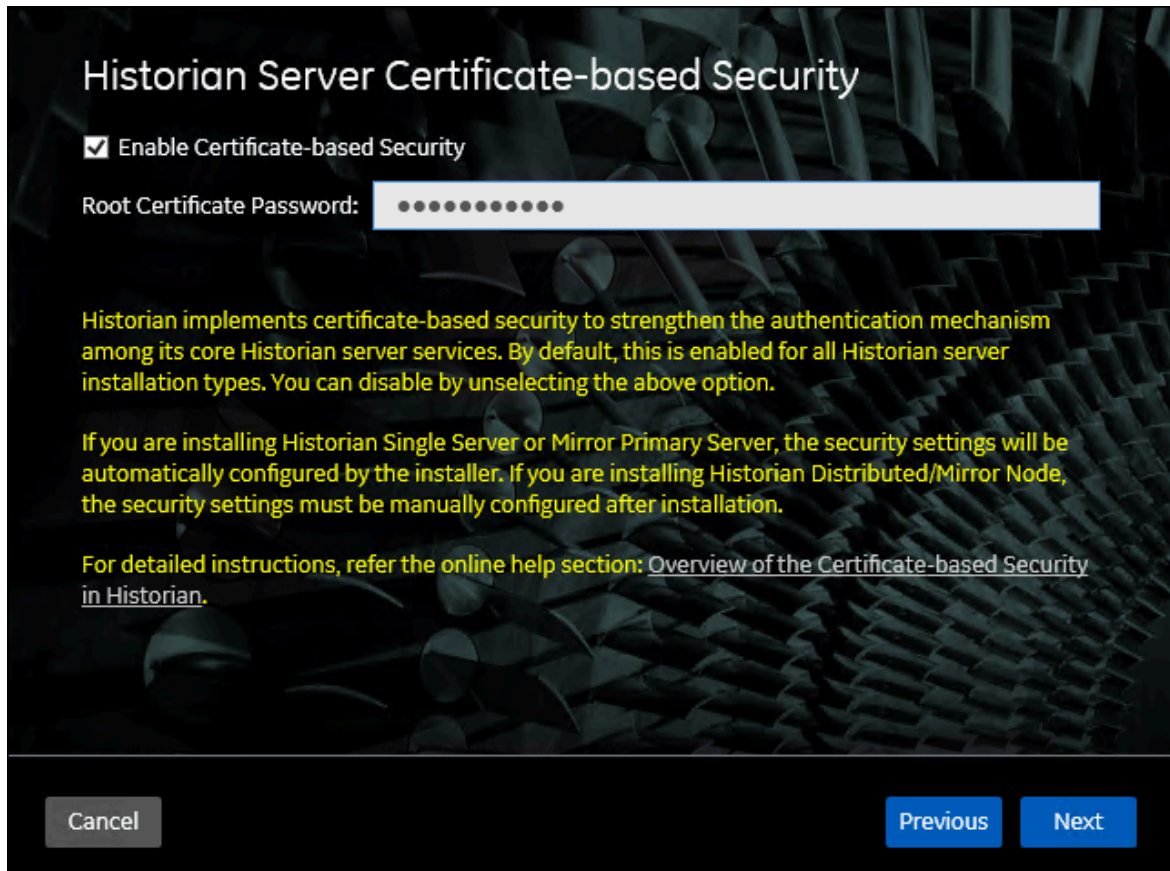 Historian Server Certificate-based Security
Enable Certificate-based Security
Root Certificate Password: ●●●●●●●●●●●
Historian implements certificate-based security to strengthen the authentication mechanism
among its core Historian server services. By default, this is enabled for all Historian server
installation types. You can disable by unselecting the above option.
If you are installing Historian Single Server or Mirror Primary Server, the security settings will be
automatically configured by the installer. If you are installing Historian Distributed/Mirror Node,
the security settings must be manually configured after installation.
For detailed instructions, refer the online help section: Overview of the Certificate-based Security
in Historian.
Cancel
Previous
Next